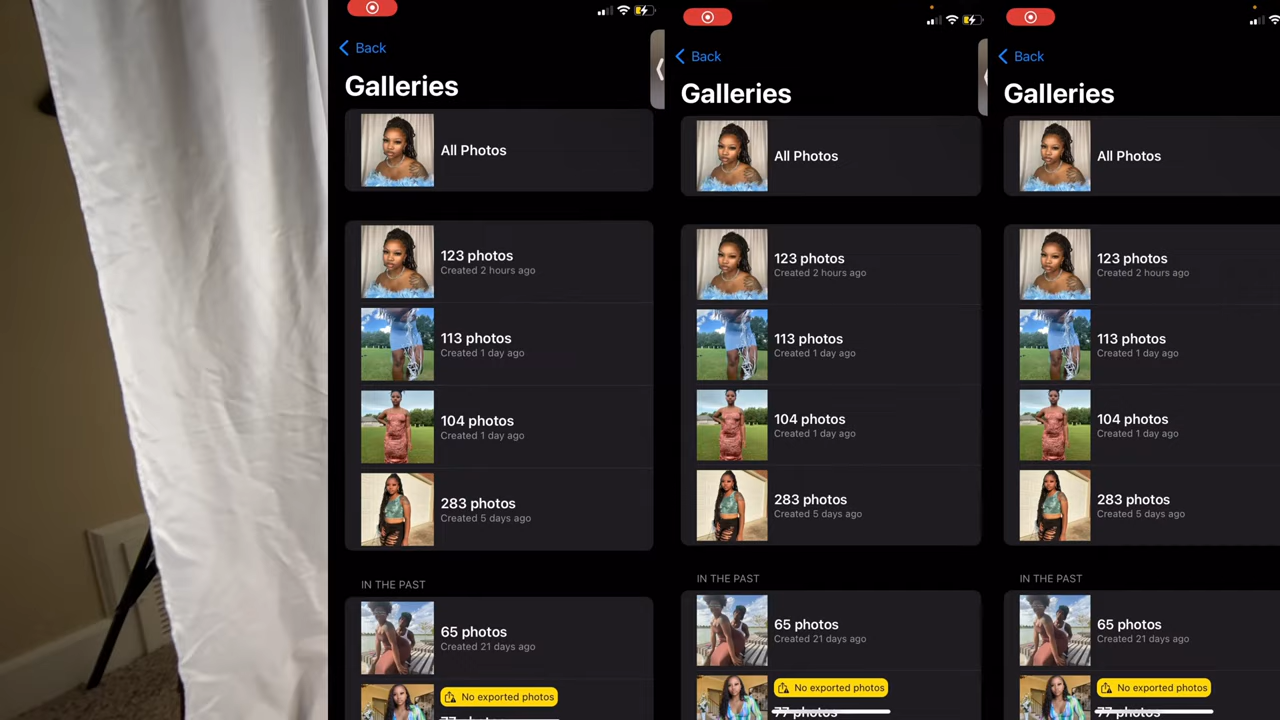 Back
Galleries
All Photos
123 photos
Created 2 hours ago
113 photos
Created 1 day ago
104 photos
Created 1 day ago
283 photos
Created 5 days ago
IN THE PAST
65 photos
Created 21 days ago
No exported photos
77 photos
Back
Galleries
All Photos
123 photos
Created 2 hours ago
113 photos
Created 1 day ago
104 photos
Created 1 day ago
283 photos
Created 5 days ago
IN THE PAST
65 photos
Created 21 days ago
No exported photos
77 photos
Back
Galleries
All Photos
123 photos
Created 2 hours ago
113 photos
Created 1 day ago
104 photos
Created 1 day ago
283 photos
Created 5 days ago
IN THE PAST
65 photos
Created 21 days ago
No exported photos
77 photos